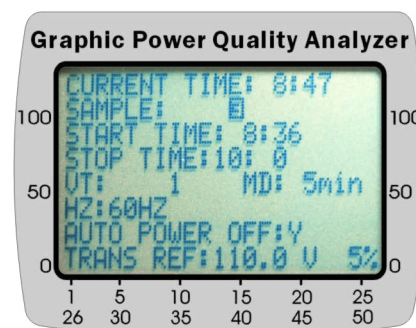 Graphic Power Quality Analyzer
CURRENT TIME: 8:47
SAMPLE:
100 100
START TIME: 8:36
STOP TIME:10: 0
VT: 1 MD: 5min
50 50
HZ:60HZ
AUTO POWER OFF:Y
TRANS REF:110.0 V 5%
0 0
1 5 10 15 20 25
26 30 35 40 45 50